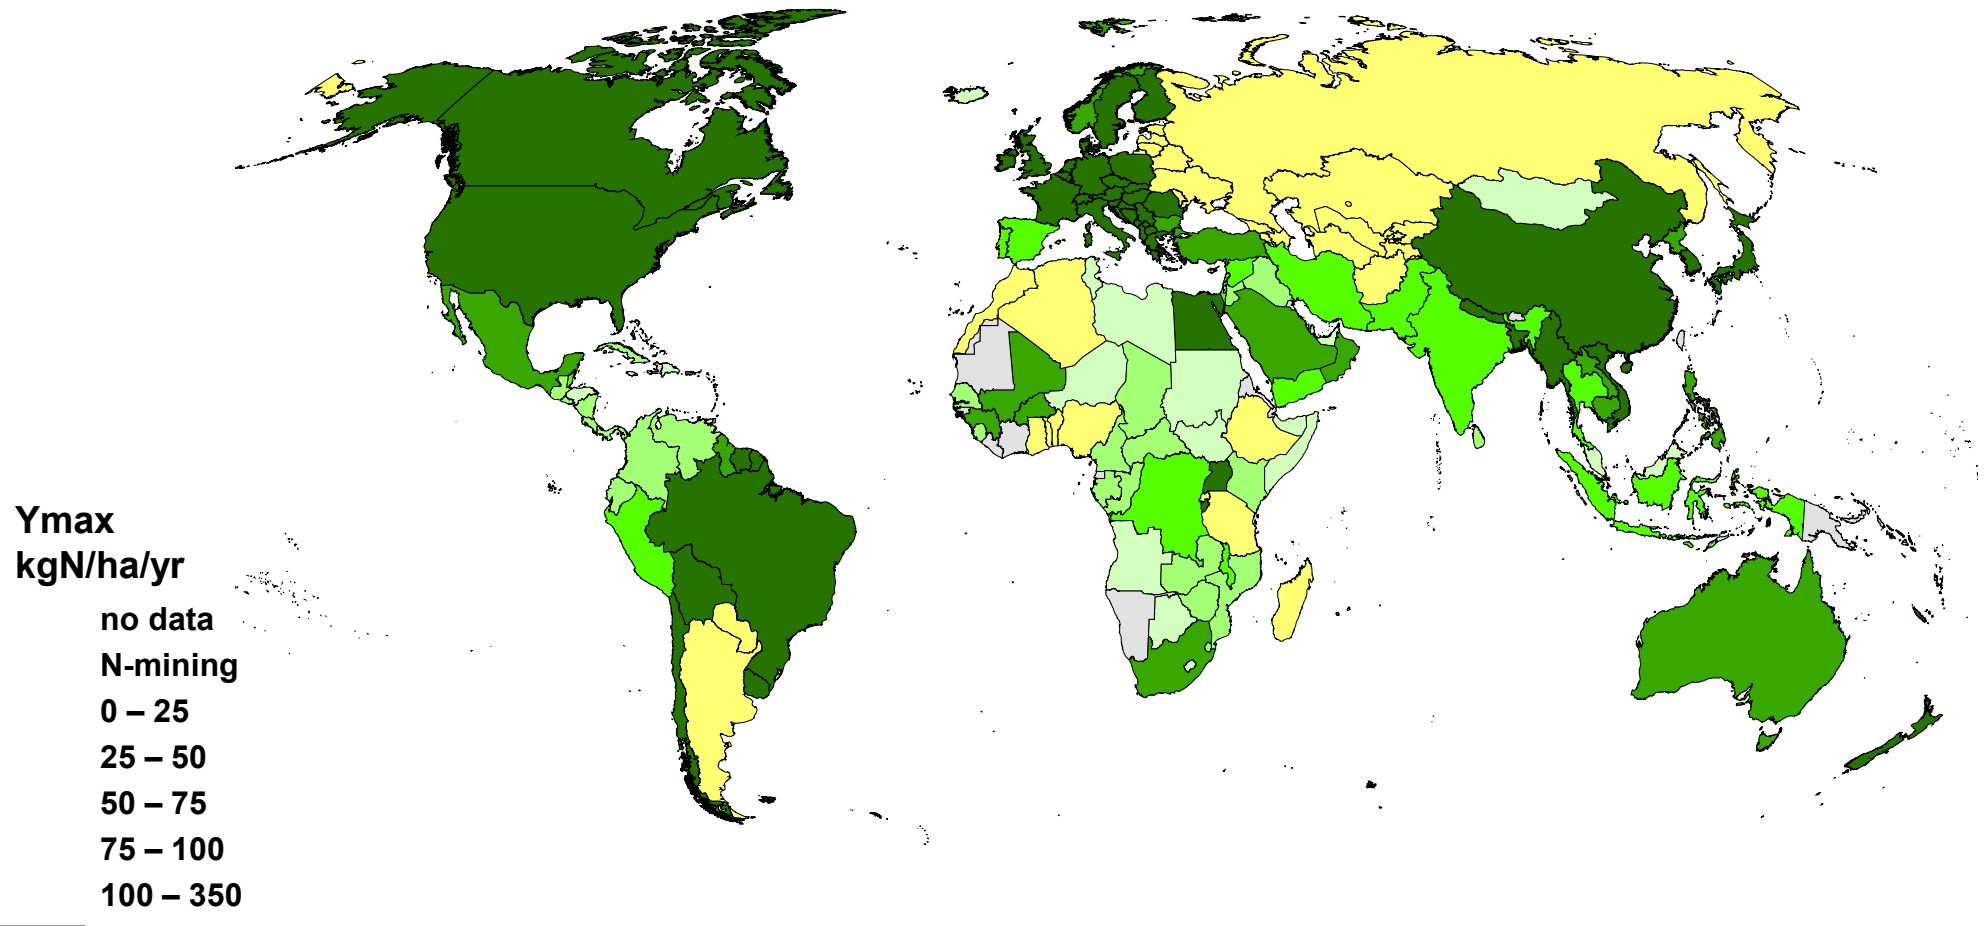 Ymax
kgN/ha/yr
no data
N-mining
0 – 25
25 – 50
50 – 75
75 – 100
100 – 350